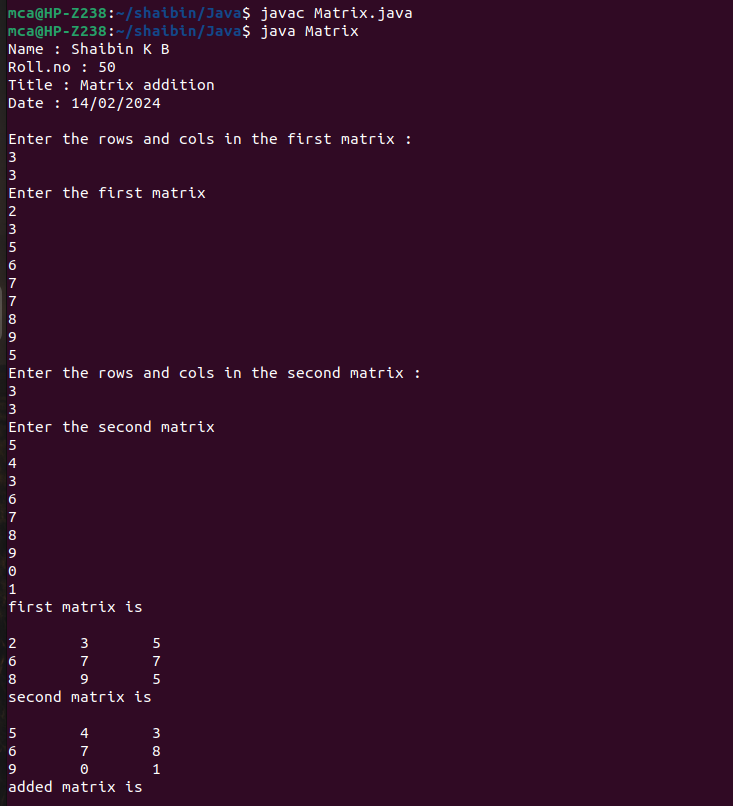 mca@HP-Z238:~/shaibin/Java$ javac Matrix.java
mca@HP-Z238:~/shaibin/Java$ java Matrix
Name : Shaibin K B
Roll.no : 50
Title : Matrix addition
Date : 14/02/2024

Enter the rows and cols in the first matrix :
3
3
Enter the first matrix
2
3
5
6
7
7
8
9
5
Enter the rows and cols in the second matrix :
3
3
Enter the second matrix
5
4
3
6
7
8
9
0
1
first matrix is

2       3       5
6       7       7
8       9       5
second matrix is

5       4       3
6       7       8
9       0       1
added matrix is